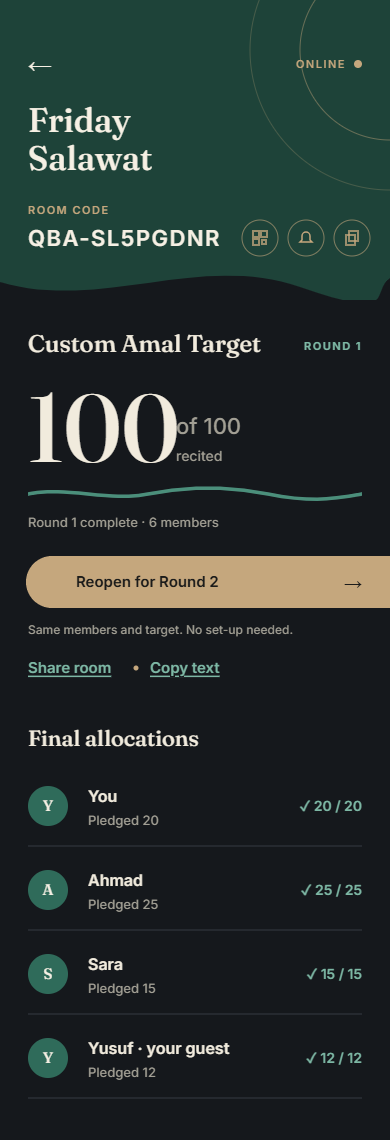 ←
ONLINE
Friday
Salawat
ROOM CODE
QBA-SL5PGDNR
Custom Amal Target
ROUND 1
100 of 100
recited
Round 1 complete · 6 members
Reopen for Round 2 →
Same members and target. No set-up needed.
Share room • Copy text
Final allocations
Y
You
Pledged 20
✓ 20 / 20
A
Ahmad
Pledged 25
✓ 25 / 25
S
Sara
Pledged 15
✓ 15 / 15
Y
Yusuf · your guest
Pledged 12
✓ 12 / 12